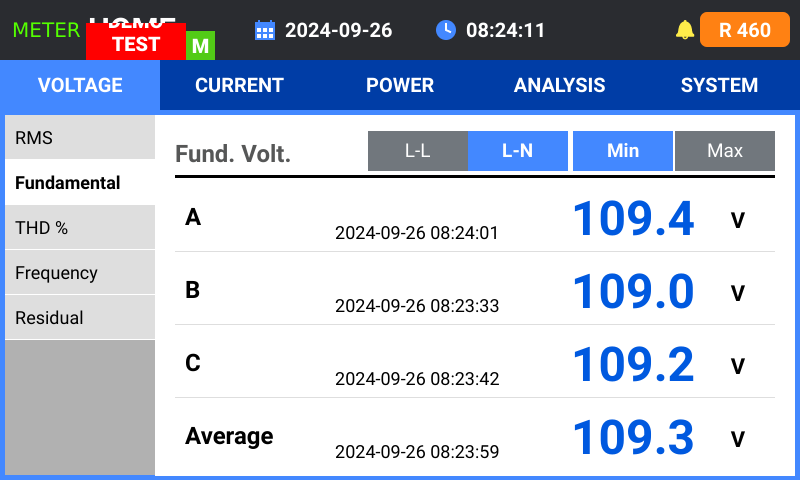 METER HOME
DEMO
TEST
M
2024-09-26
08:24:11
R 460
VOLTAGE
CURRENT
POWER
ANALYSIS
SYSTEM
RMS
Fundamental
THD %
Frequency
Residual
Fund. Volt.
L-L
L-N
Min
Max
A 2024-09-26 08:24:01 109.4 V
B 2024-09-26 08:23:33 109.0 V
C 2024-09-26 08:23:42 109.2 V
Average 2024-09-26 08:23:59 109.3 V